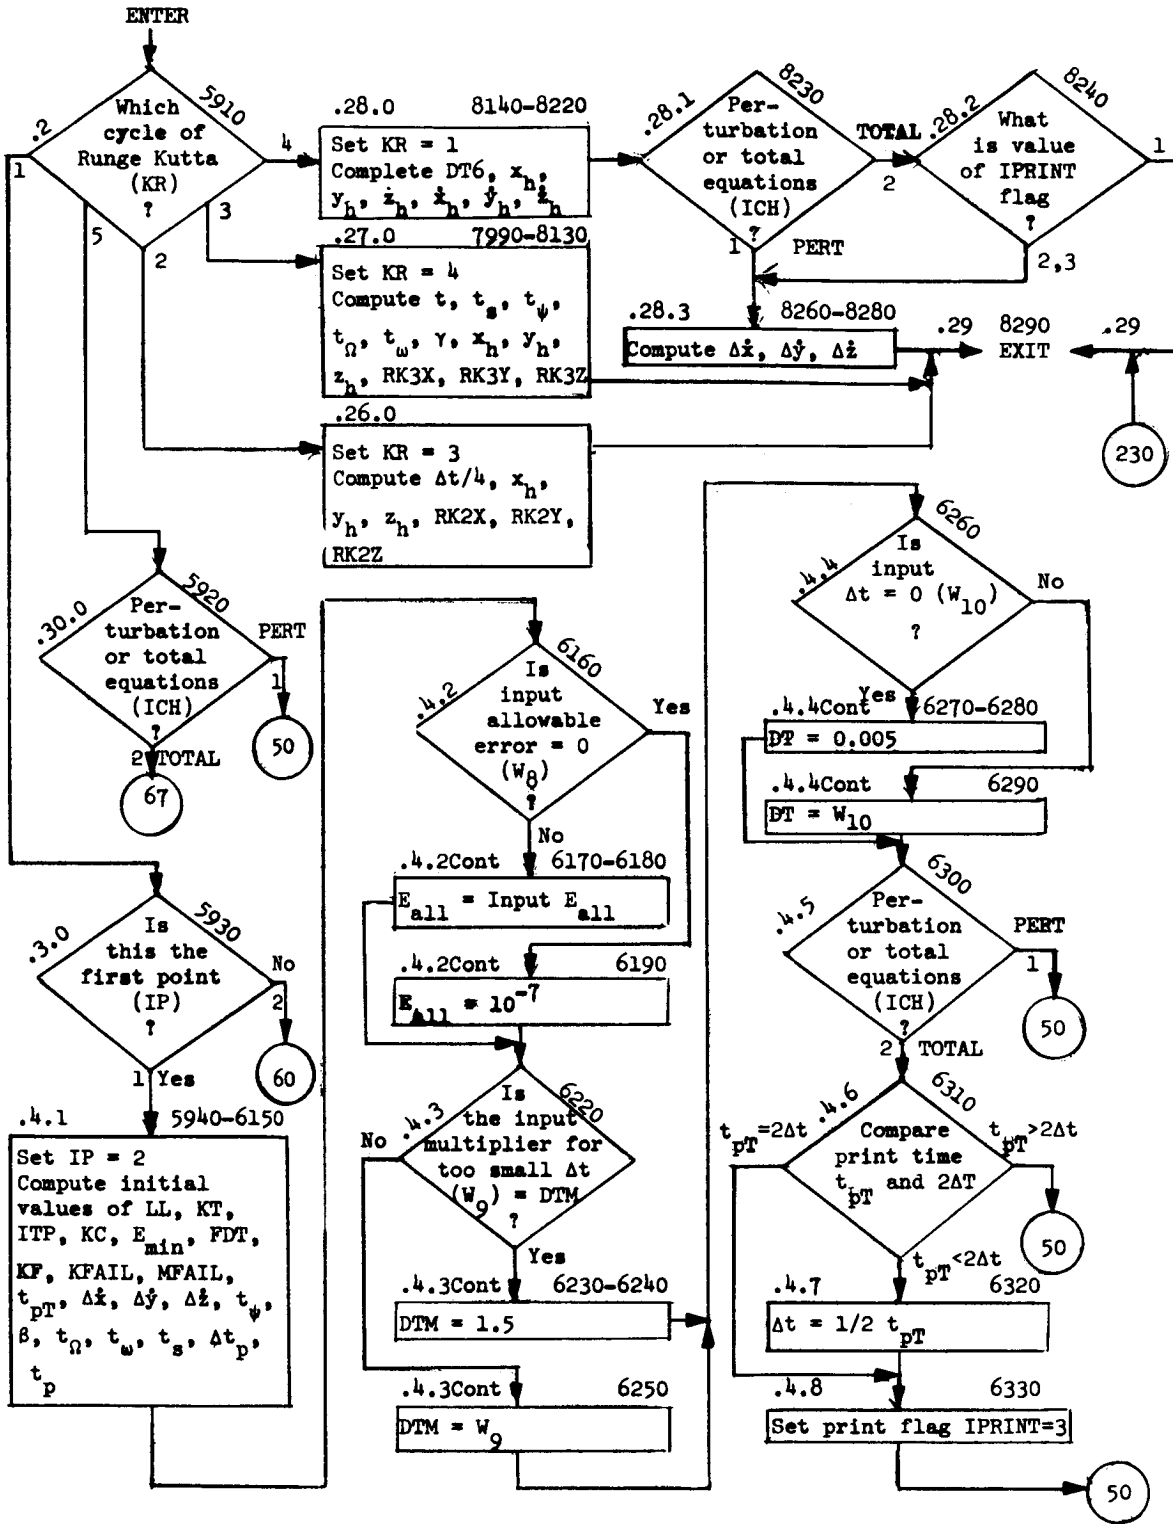 ENTER
.2
5910
Which
cycle of
Runge Kutta
(KR)
?
1
5
2
3
4
.28.0 8140-8220
Set KR = 1
Complete DT6, x_h,
y_h, ż_h, ẋ_h, ẏ_h, ż_h
.28.1
8230
Per-
turbation
or total
equations
(ICH)
?
1
PERT
TOTAL
2
.28.2
8240
What
is value
of IPRINT
flag
?
1
2,3
.27.0 7990-8130
Set KR = 4
Compute t, t_s, t_ψ,
t_Ω, t_ω, γ, x_h, y_h,
z_h, RK3X, RK3Y, RK3Z
.28.3 8260-8280
Compute Δẋ, Δẏ, Δż
.29 8290 .29
EXIT
230
.26.0
Set KR = 3
Compute Δt/4, x_h,
y_h, z_h, RK2X, RK2Y,
RK2Z
.30.0
5920
Per-
turbation
or total
equations
(ICH)
?
PERT
1
50
2 TOTAL
67
.3.0
5930
Is
this the
first point
(IP)
?
No
2
60
1 Yes
.4.1 5940-6150
Set IP = 2
Compute initial
values of LL, KT,
ITP, KC, E_min, FDT,
KF, KFAIL, MFAIL,
t_pT, Δẋ, Δẏ, Δż, t_ψ,
β, t_Ω, t_ω, t_s, Δt_p,
t_p
.4.2
6160
Is
input
allowable
error = 0
(W_8)
?
Yes
No
.4.2Cont 6170-6180
E_all = Input E_all
.4.2Cont 6190
E_All = 10^-7
.4.3
6220
Is
the input
multiplier for
too small Δt
(W_9) = DTM
?
No
Yes
.4.3Cont 6230-6240
DTM = 1.5
.4.3Cont 6250
DTM = W_9
.4.4
6260
Is
input
Δt = 0 (W_10)
?
No
Yes
.4.4Cont 6270-6280
DT = 0.005
.4.4Cont 6290
DT = W_10
.4.5
6300
Per-
turbation
or total
equations
(ICH)
?
PERT
1
50
2 TOTAL
.4.6
6310
Compare
print time
t_pT and 2ΔT
t_pT=2Δt
t_pT>2Δt
50
t_pT<2Δt
.4.7 6320
Δt = 1/2 t_pT
.4.8 6330
Set print flag IPRINT=3
50